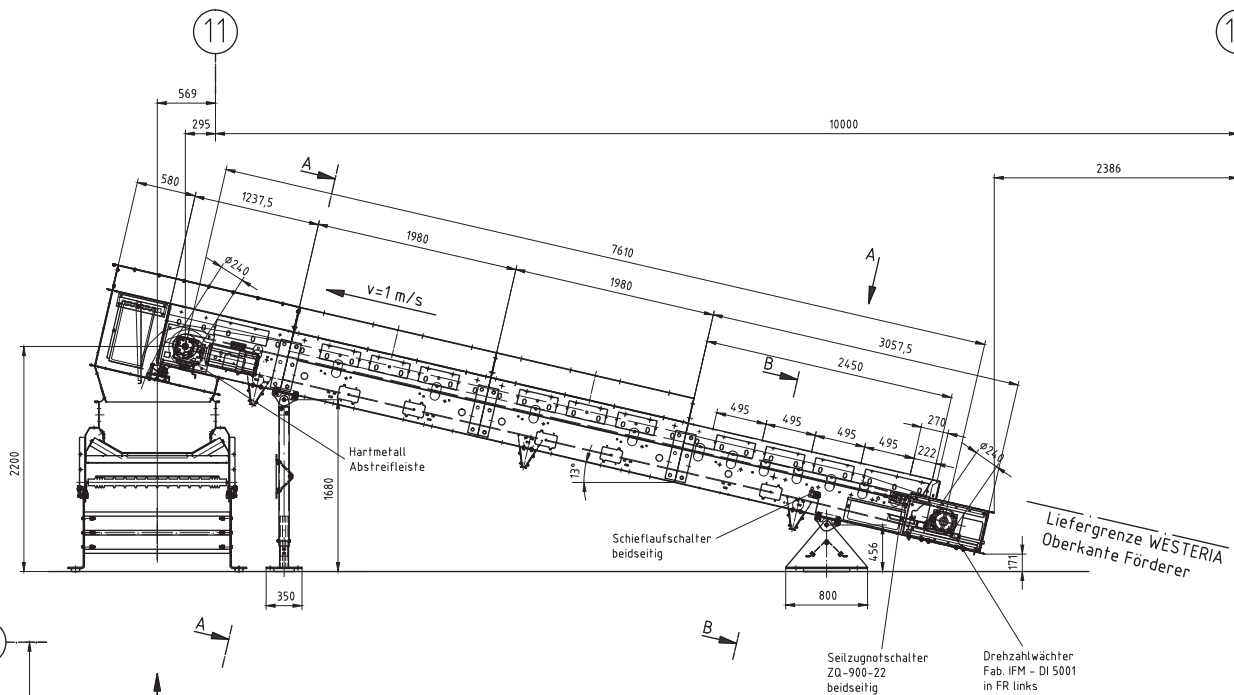 11
1
569
295
10000
2386
A
580
1237,5
1980
7610
A
ø240
v=1 m/s
1980
3057,5
2450
B
495
495
495
495
270
222
ø240
2200
Hartmetall
Abstreifleiste
1680
13°
Schieflaufschalter
beidseitig
456
171
Liefergrenze WESTERIA
Oberkante Förderer
350
800
A
B
Seilzugnotschalter
ZQ-900-22
beidseitig
Drehzahlwächter
Fab. IFM - DI 5001
in FR links